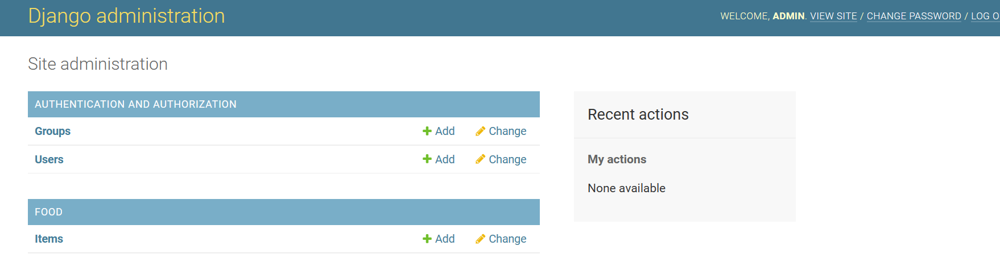 Django administration
WELCOME, ADMIN. VIEW SITE / CHANGE PASSWORD / LOG O
Site administration
AUTHENTICATION AND AUTHORIZATION
Groups Add Change
Users Add Change
FOOD
Items Add Change
Recent actions
My actions
None available